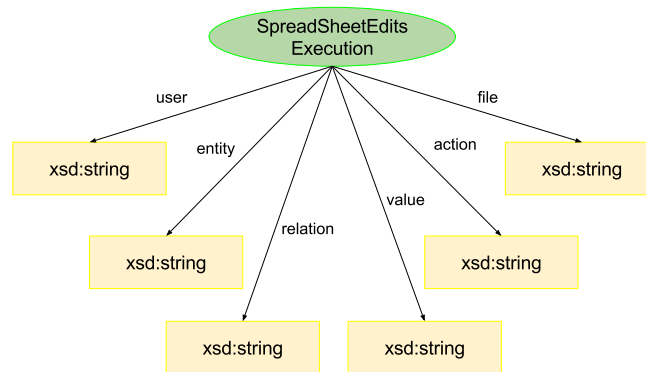 SpreadSheetEdits
Execution
user
file
entity
action
xsd:string
xsd:string
value
relation
xsd:string
xsd:string
xsd:string
xsd:string